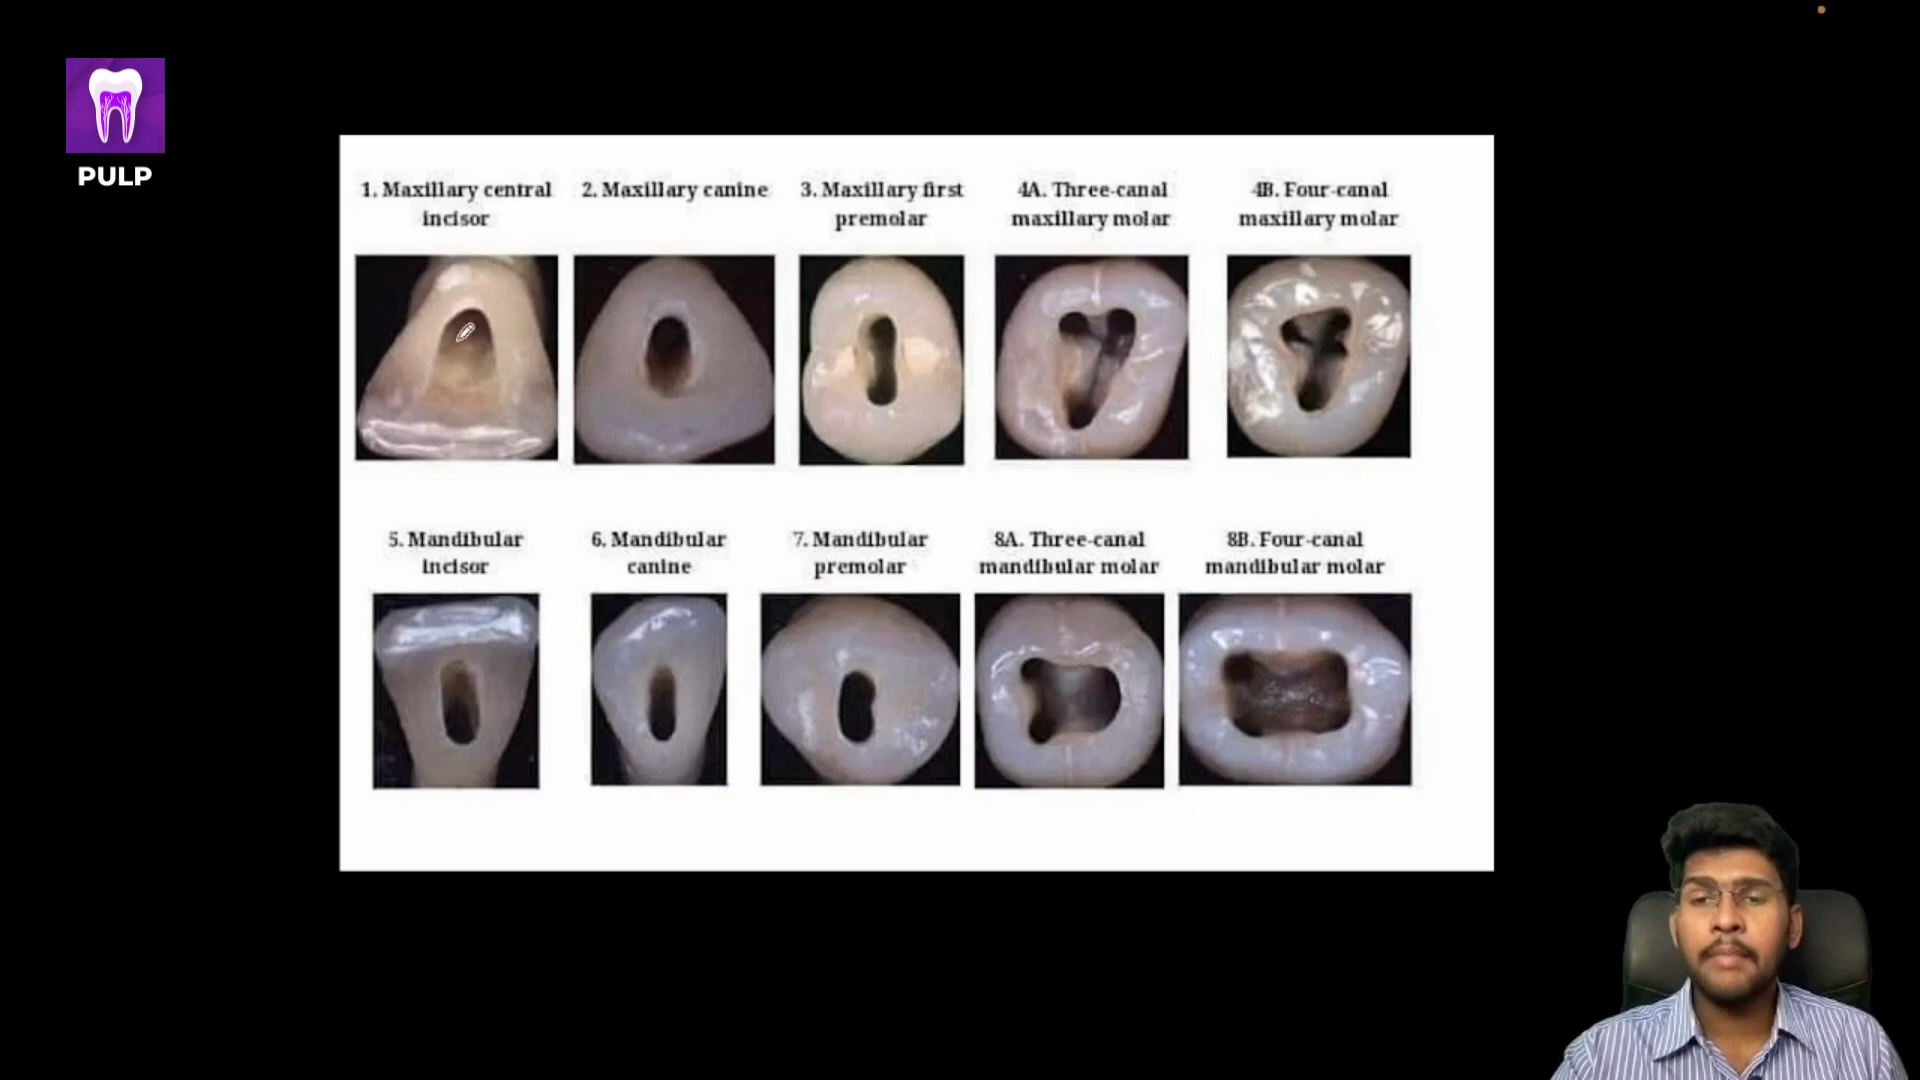 PULP
1. Maxillary central
incisor
2. Maxillary canine
3. Maxillary first
premolar
4A. Three-canal
maxillary molar
4B. Four-canal
maxillary molar
5. Mandibular
incisor
6. Mandibular
canine
7. Mandibular
premolar
8A. Three-canal
mandibular molar
8B. Four-canal
mandibular molar